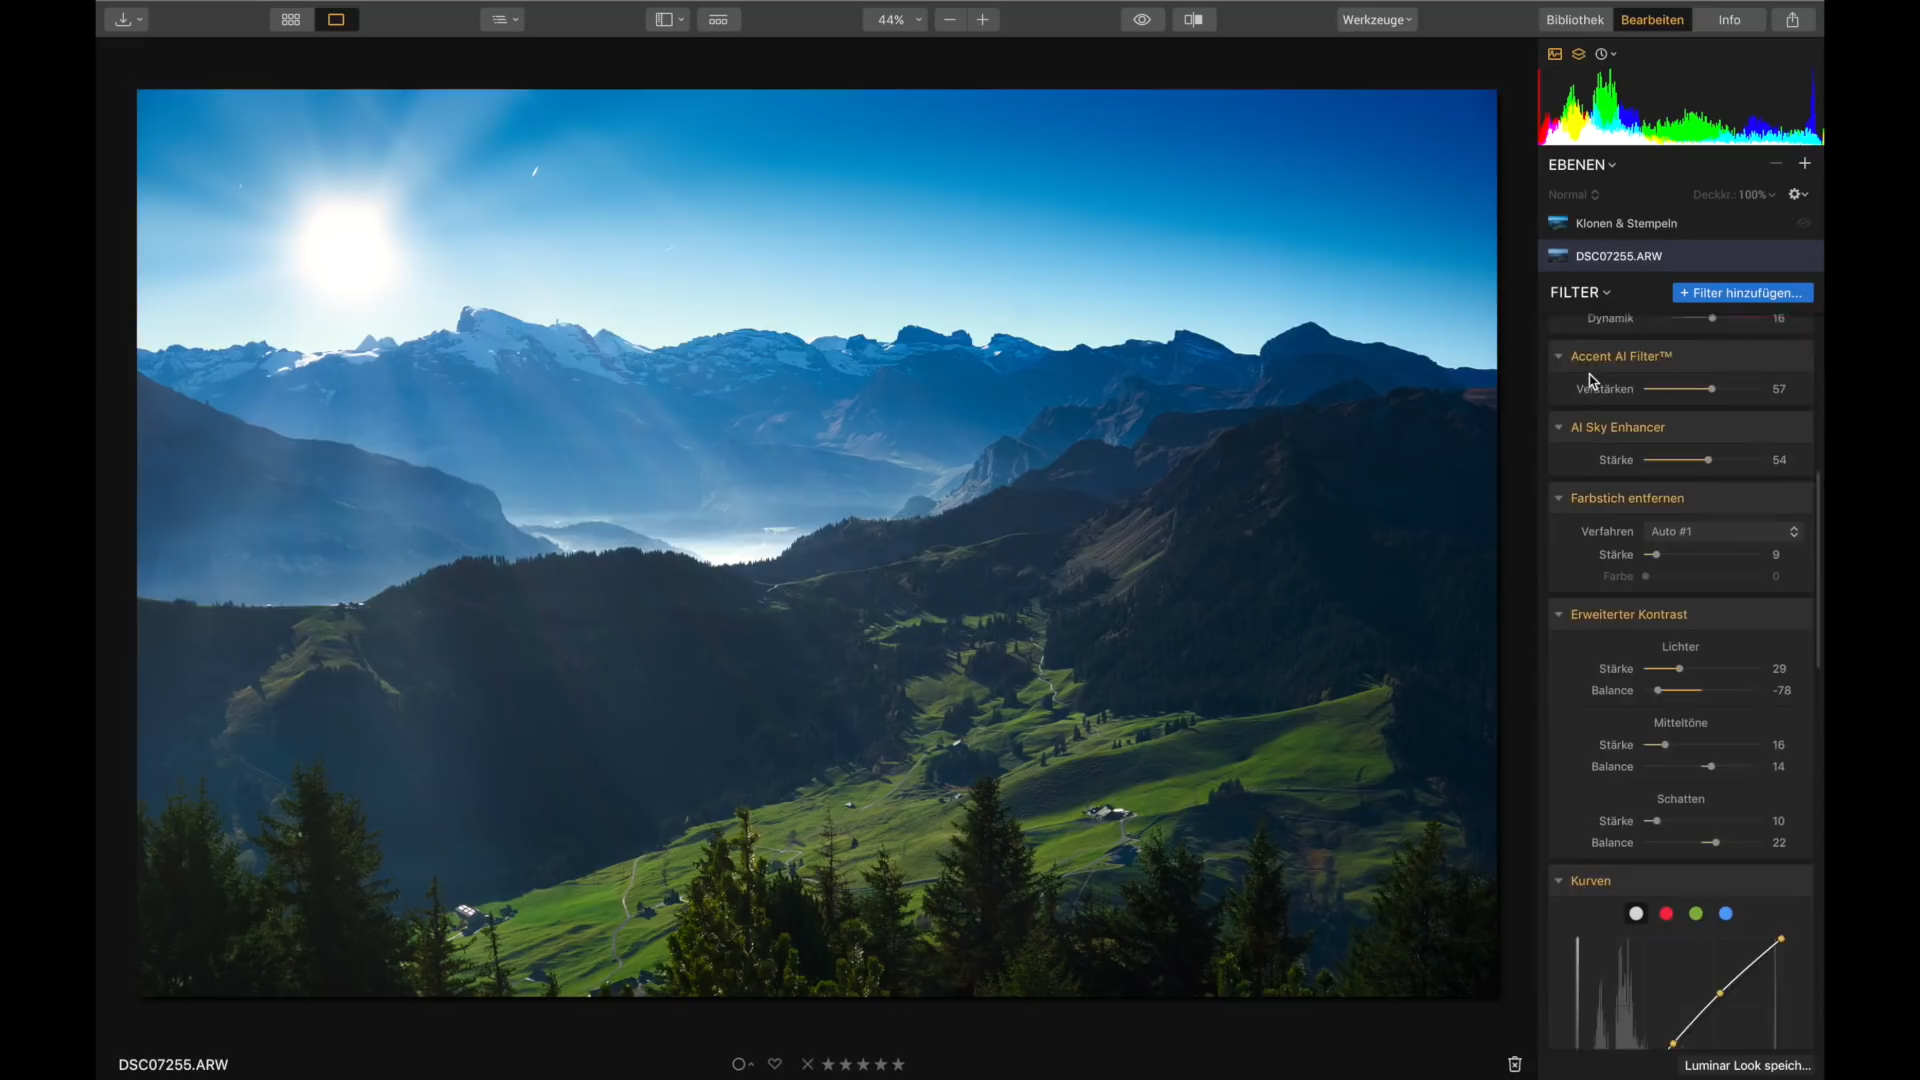 44%
Werkzeuge
Bibliothek
Bearbeiten
Info
EBENEN
Normal
Deckkr.: 100%
Klonen & Stempeln
DSC07255.ARW
FILTER
+ Filter hinzufügen...
Dynamik 16
Accent AI Filter™
Verstärken 57
AI Sky Enhancer
Stärke 54
Farbstich entfernen
Verfahren Auto #1
Stärke 9
Farbe 0
Erweiterter Kontrast
Lichter
Stärke 29
Balance -78
Mitteltöne
Stärke 16
Balance 14
Schatten
Stärke 10
Balance 22
Kurven
DSC07255.ARW
Luminar Look speich...